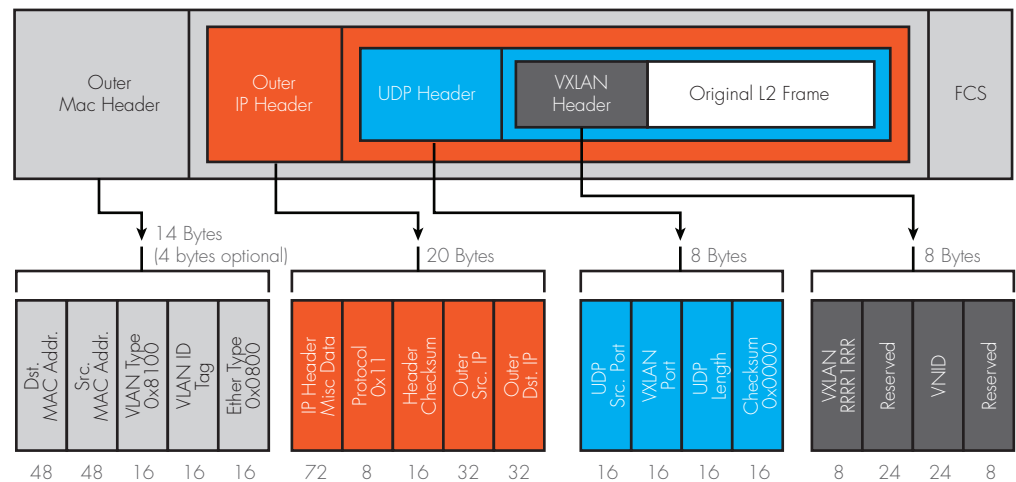 Outer
Mac Header
Outer
IP Header
UDP Header
VXLAN
Header
Original L2 Frame
FCS
14 Bytes
(4 bytes optional)
20 Bytes
8 Bytes
8 Bytes
Dst.
MAC Addr.
Src.
MAC Addr.
VLAN Type
0x8100
VLAN ID
Tag
Ether Type
0x0800
IP Header
Misc Data
Protocol
0x11
Header
Checksum
Outer
Src. IP
Outer
Dst. IP
UDP
Src. Port
VXLAN
Port
UDP
Length
Checksum
0x0000
VXLAN
RRRR1RRR
Reserved
VNID
Reserved
48
48
16
16
16
72
8
16
32
32
16
16
16
16
8
24
24
8